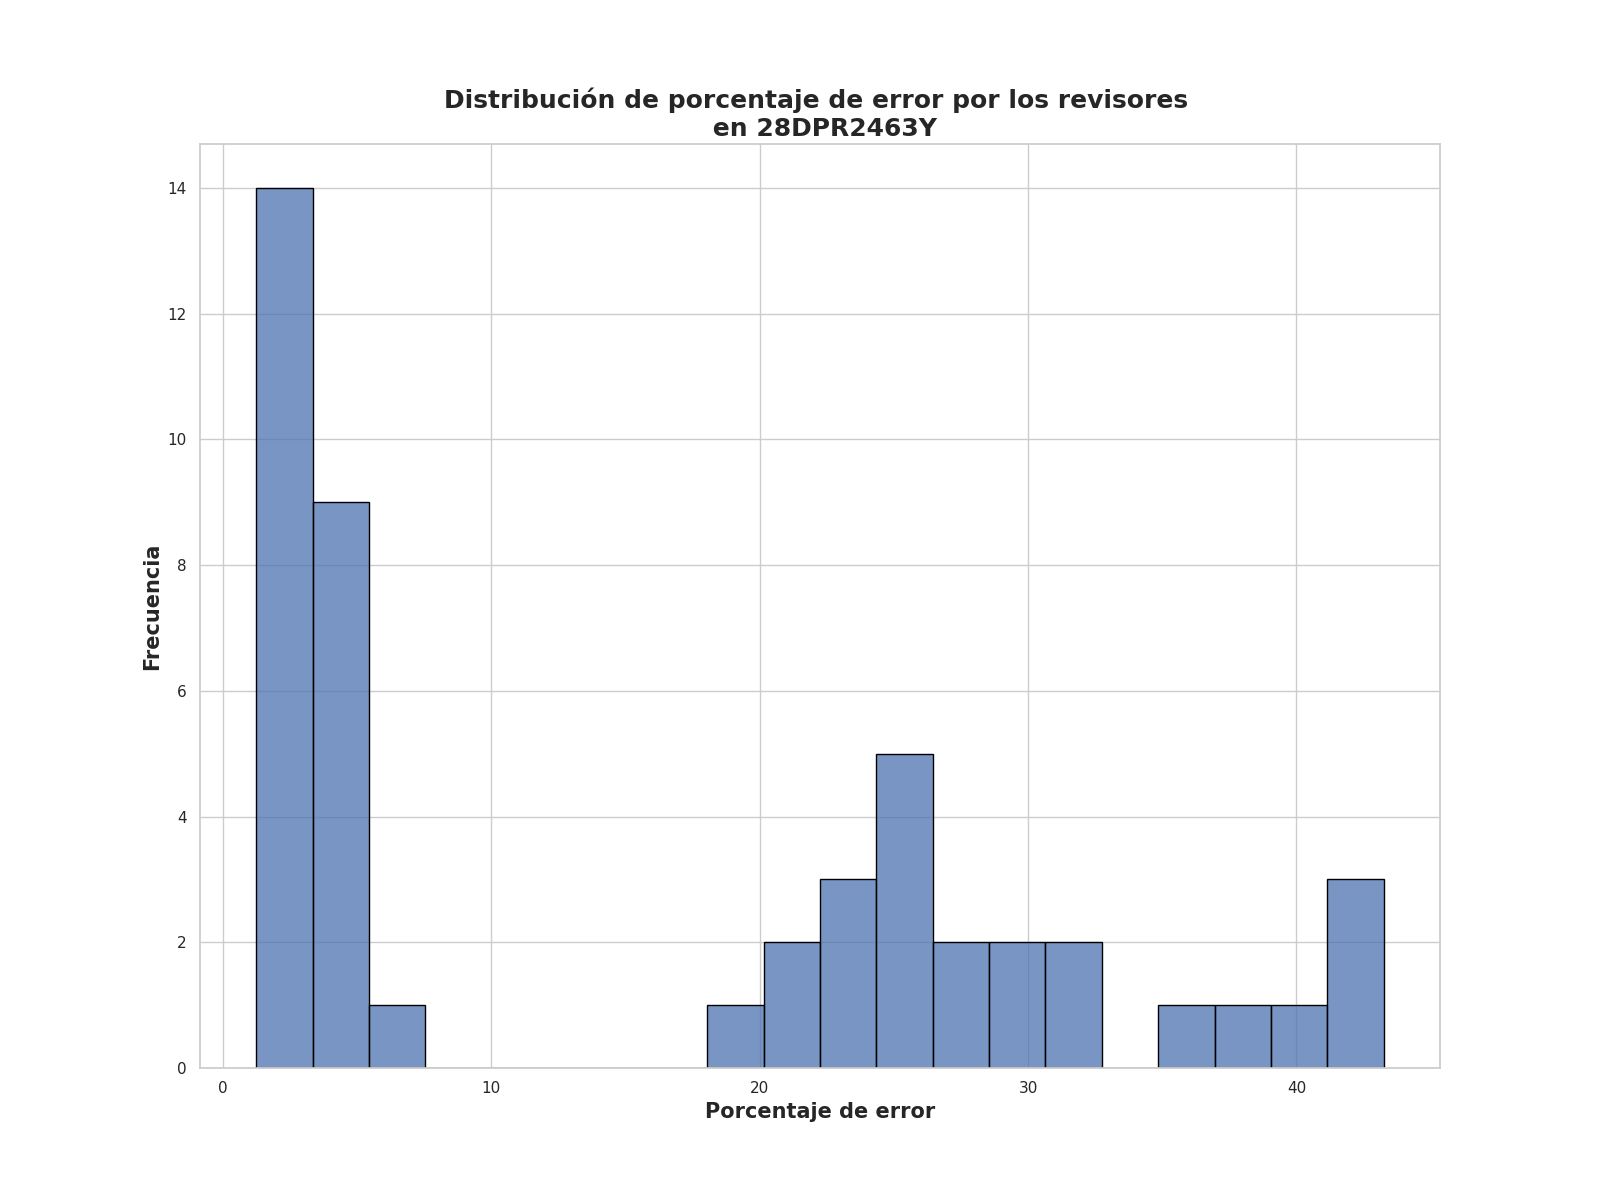 Distribución de porcentaje de error por los revisores
en 28DPR2463Y
14
12
10
8
6
4
2
0
Frecuencia
0 10 20 30 40
Porcentaje de error